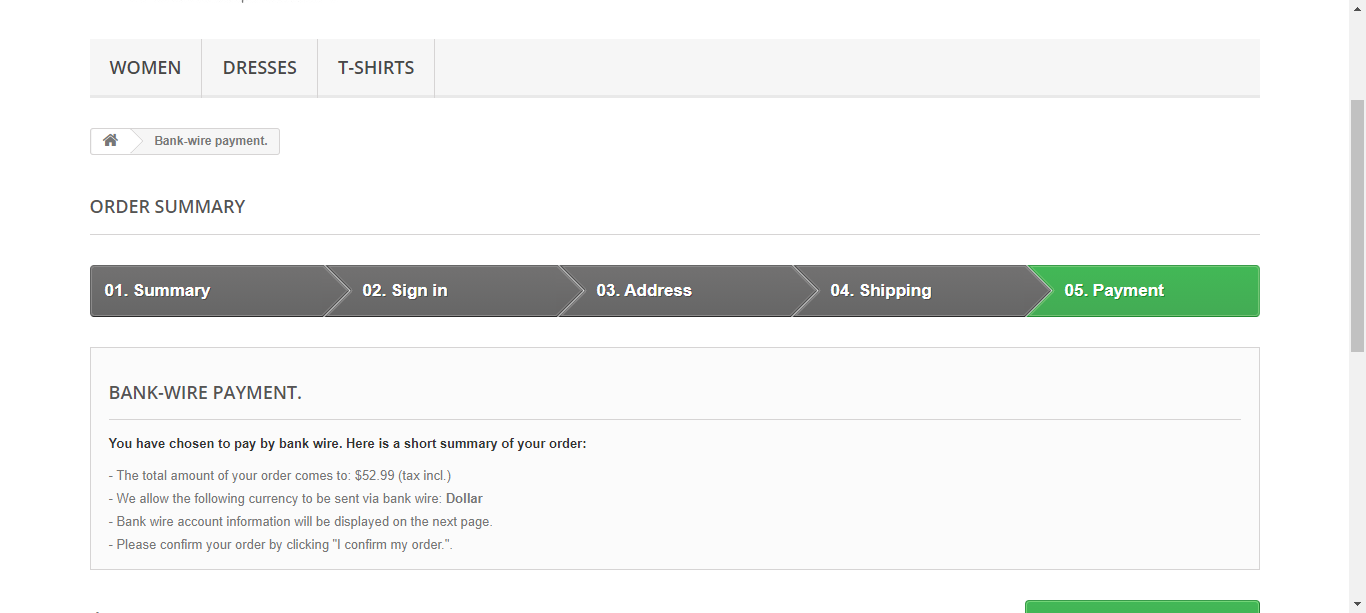 WOMEN DRESSES T-SHIRTS
Bank-wire payment.
ORDER SUMMARY
01. Summary 02. Sign in 03. Address 04. Shipping 05. Payment
BANK-WIRE PAYMENT.
You have chosen to pay by bank wire. Here is a short summary of your order:
- The total amount of your order comes to: $52.99 (tax incl.)
- We allow the following currency to be sent via bank wire: Dollar
- Bank wire account information will be displayed on the next page.
- Please confirm your order by clicking "I confirm my order.".